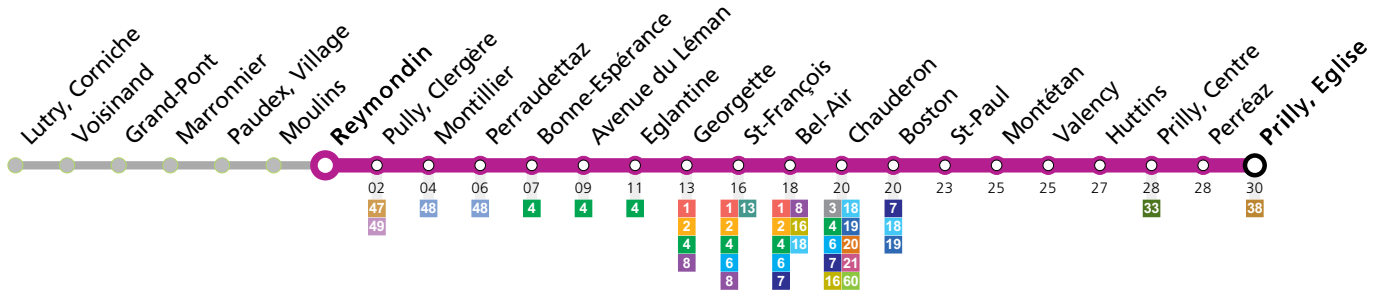 Lutry, Corniche
Voisinand
Grand-Pont
Marronnier
Paudex, Village
Moulins
Reymondin
Pully, Clergère
Montillier
Perraudettaz
Bonne-Espérance
Avenue du Léman
Eglantine
Georgette
St-François
Bel-Air
Chauderon
Boston
St-Paul
Montétan
Valency
Huttins
Prilly, Centre
Perréaz
Prilly, Eglise
02 04 06 07 09 11 13 16 18 20 20 23 25 25 27 28 28 30
47 48 48 4 4 4 1 1 13 1 8 3 18 7 33 38
49 2 2 2 16 4 19 18
4 4 4 18 6 20 19
8 6 6 7 21
8 7 16 60